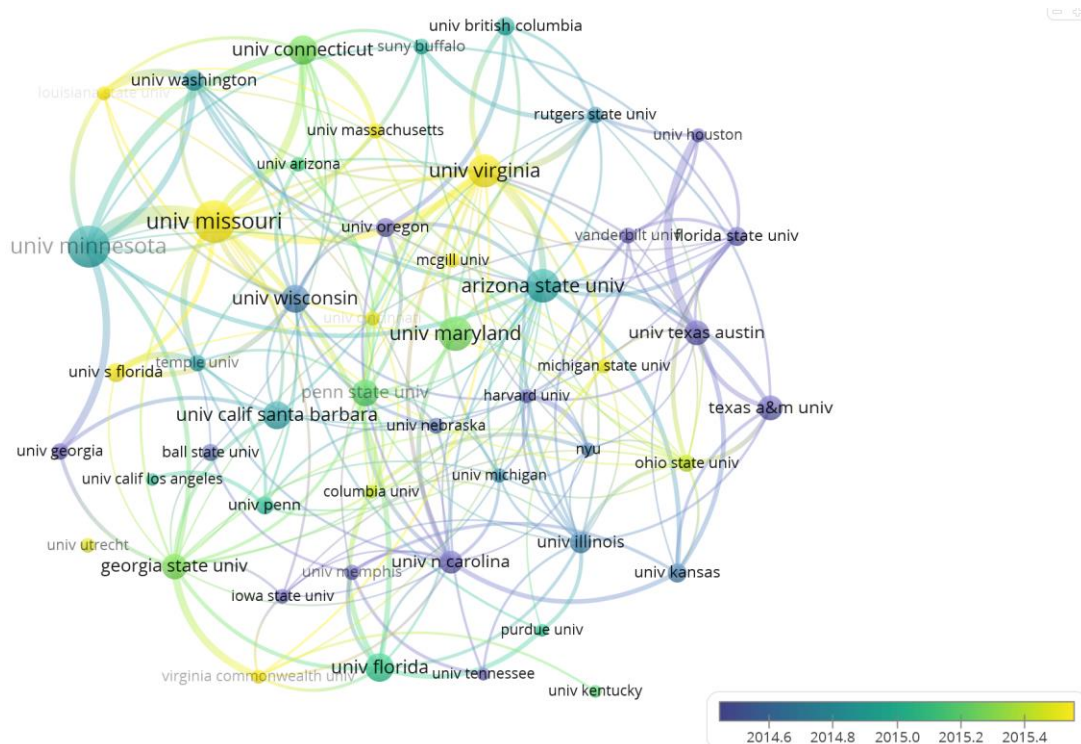 univ british columbia
univ connecticut
suny buffalo
univ washington
louisiana state univ
rutgers state univ
univ massachusetts
univ houston
univ arizona
univ virginia
univ missouri
univ oregon
vanderbilt univ
florida state univ
univ minnesota
mcgill univ
arizona state univ
univ wisconsin
univ cincinnati
univ maryland
univ texas austin
temple univ
michigan state univ
univ s florida
penn state univ
harvard univ
texas a&m univ
univ calif santa barbara
univ nebraska
univ georgia
ball state univ
nyu
ohio state univ
univ calif los angeles
univ michigan
columbia univ
univ penn
univ utrecht
univ illinois
georgia state univ
univ n carolina
univ memphis
univ kansas
iowa state univ
purdue univ
univ florida
virginia commonwealth univ
univ tennessee
univ kentucky
2014.6 2014.8 2015.0 2015.2 2015.4